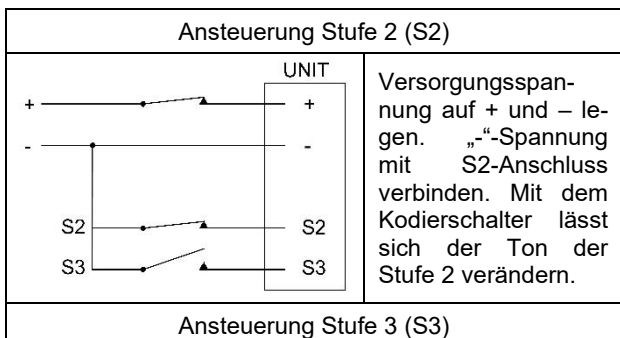 Ansteuerung Stufe 2 (S2)
UNIT
+ +
- -
S2 S2
S3 S3
Versorgungsspan-
nung auf + und – le-
gen. „-“-Spannung
mit S2-Anschluss
verbinden. Mit dem
Kodierschalter lässt
sich der Ton der
Stufe 2 verändern.
Ansteuerung Stufe 3 (S3)